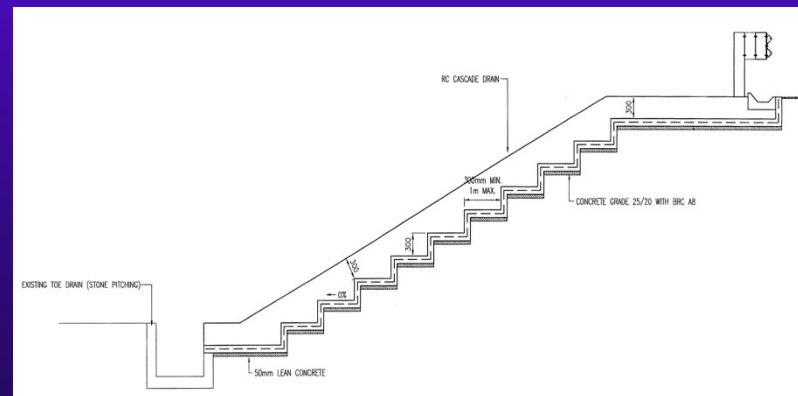 RC CASCADE DRAIN
300
300mm MIN.
1m MAX.
CONCRETE GRADE 25/20 WITH BRC A8
300
300
EXISTING TOE DRAIN (STONE PITCHING)
0%
50mm LEAN CONCRETE